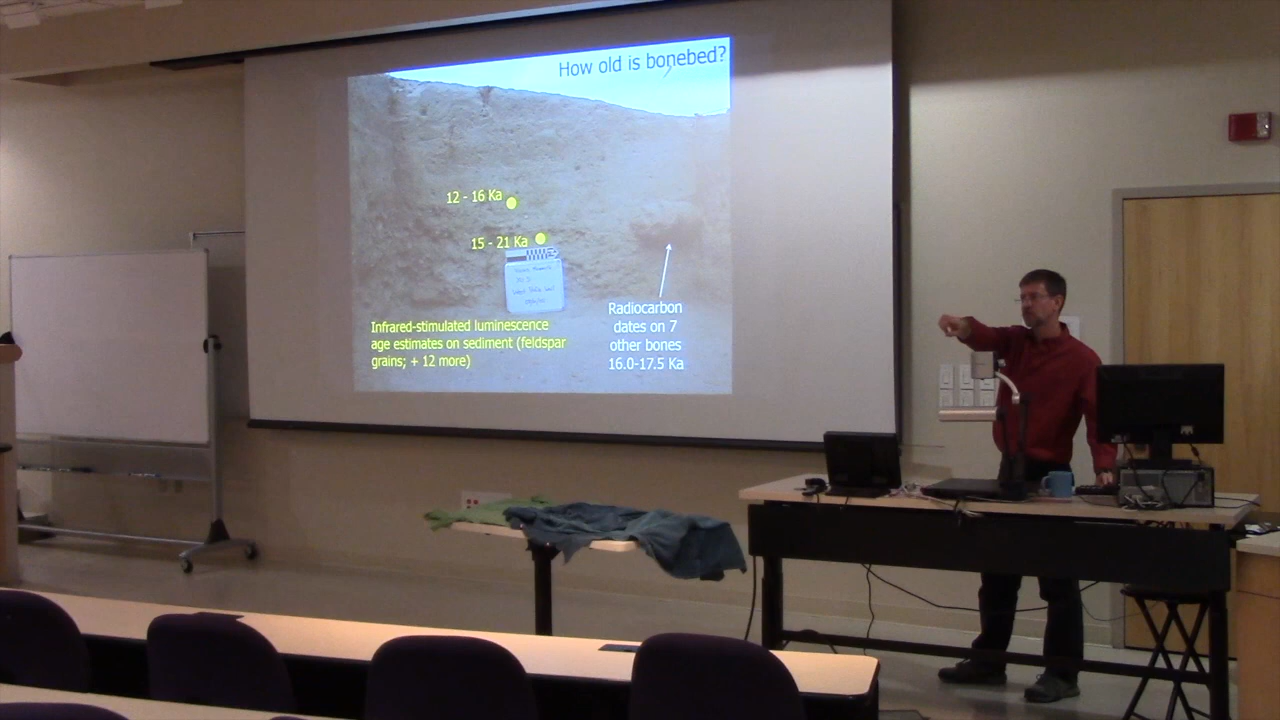 How old is bonebed?
12 - 16 Ka
15 - 21 Ka
Infrared-stimulated luminescence
age estimates on sediment (feldspar
grains; + 12 more)
Radiocarbon
dates on 7
other bones
16.0-17.5 Ka